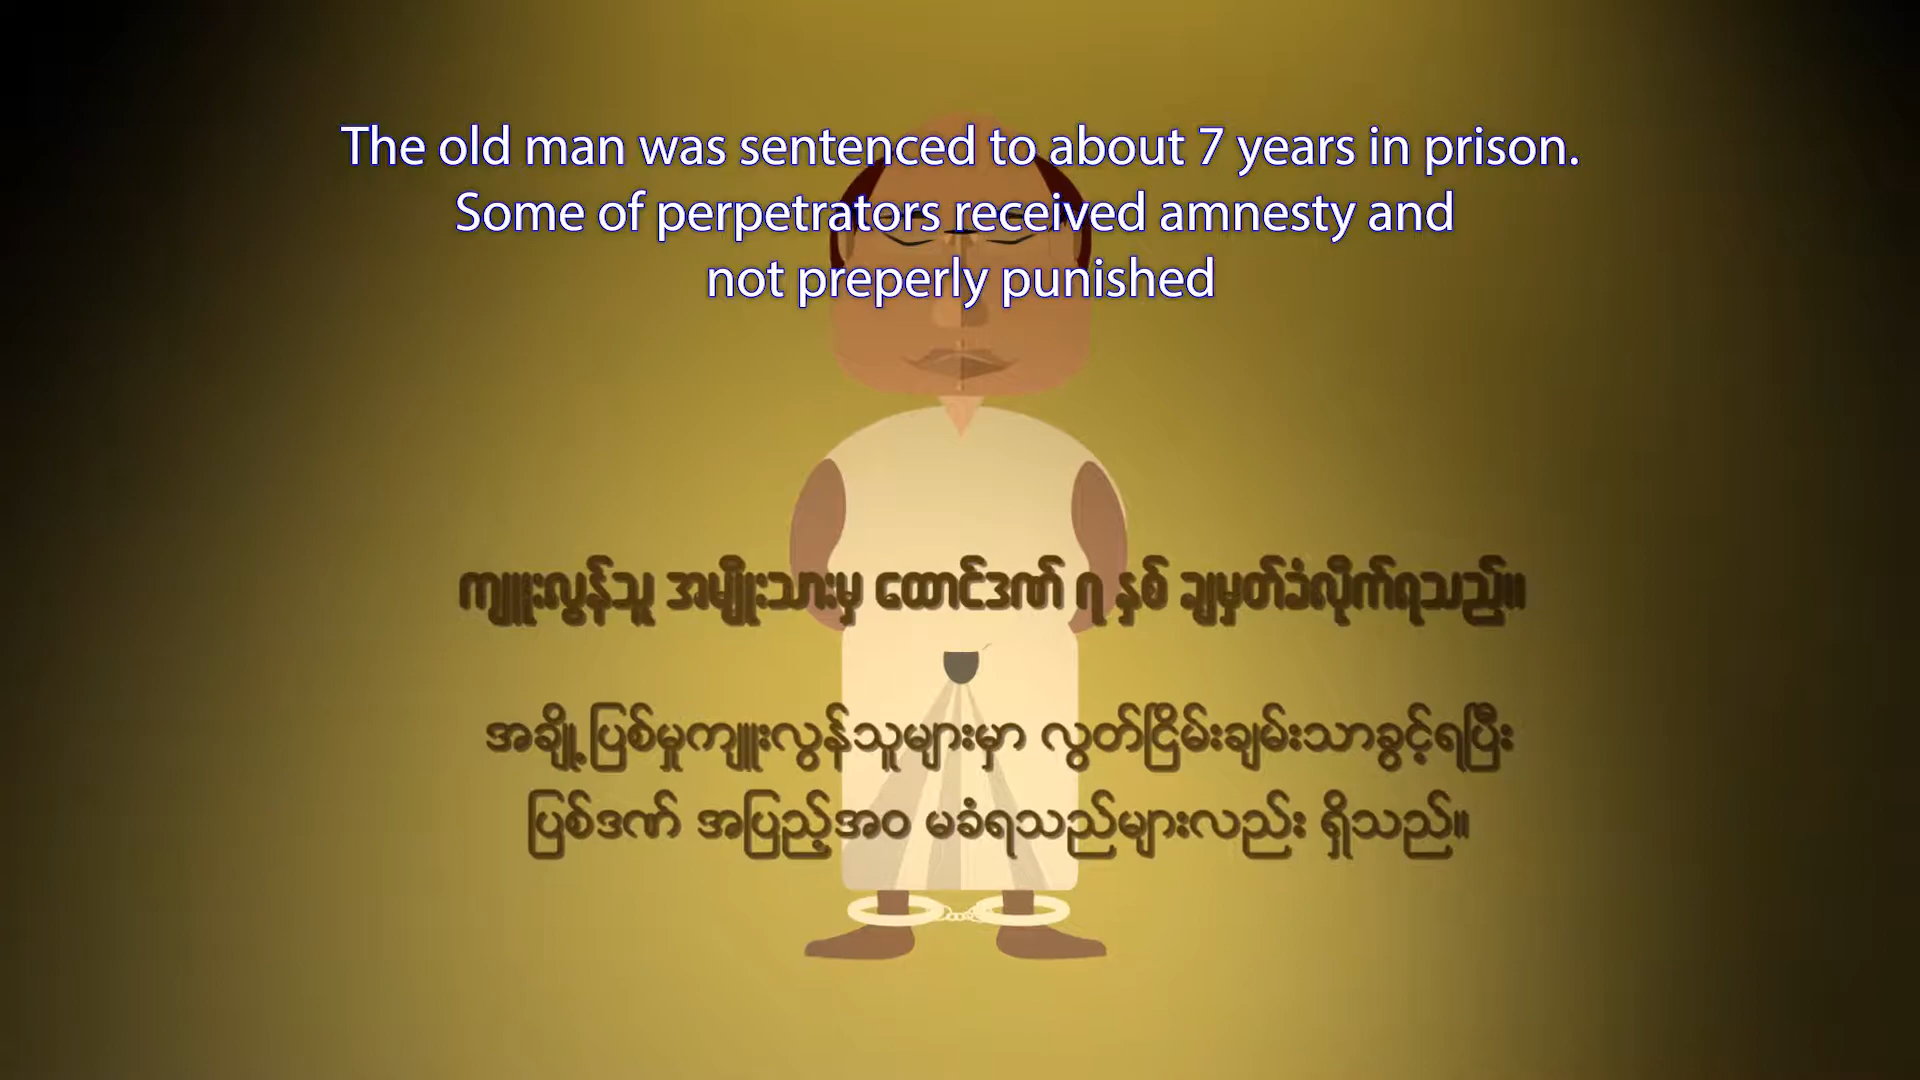 The old man was sentenced to about 7 years in prison.
Some of perpetrators received amnesty and
not preperly punished
ကျူးလွန်သူ အမျိုးသားမှ ထောင်ဒဏ် ၇ နှစ် ချမှတ်ခံလိုက်ရသည်။
အချို့ပြစ်မှုကျူးလွန်သူများမှာ လွတ်ငြိမ်းချမ်းသာခွင့်ရပြီး
ပြစ်ဒဏ် အပြည့်အဝ မခံရသည်များလည်း ရှိသည်။